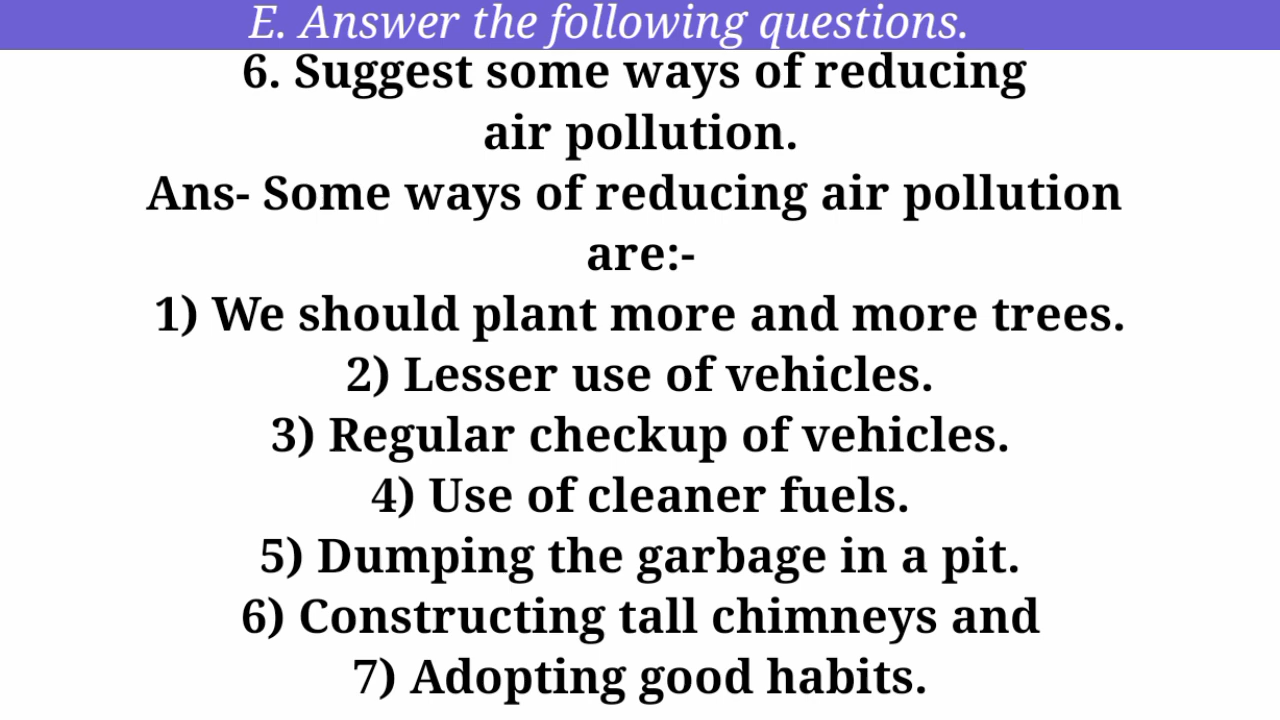 E. Answer the following questions.
6. Suggest some ways of reducing
air pollution.
Ans- Some ways of reducing air pollution
are:-
1) We should plant more and more trees.
2) Lesser use of vehicles.
3) Regular checkup of vehicles.
4) Use of cleaner fuels.
5) Dumping the garbage in a pit.
6) Constructing tall chimneys and
7) Adopting good habits.